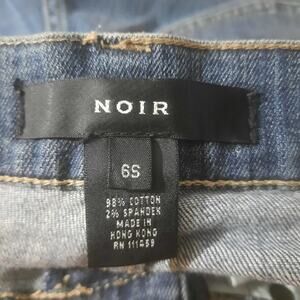 NOIR
6S
98% COTTON
2% SPANDEX
MADE IN
HONG KONG
RN 111459